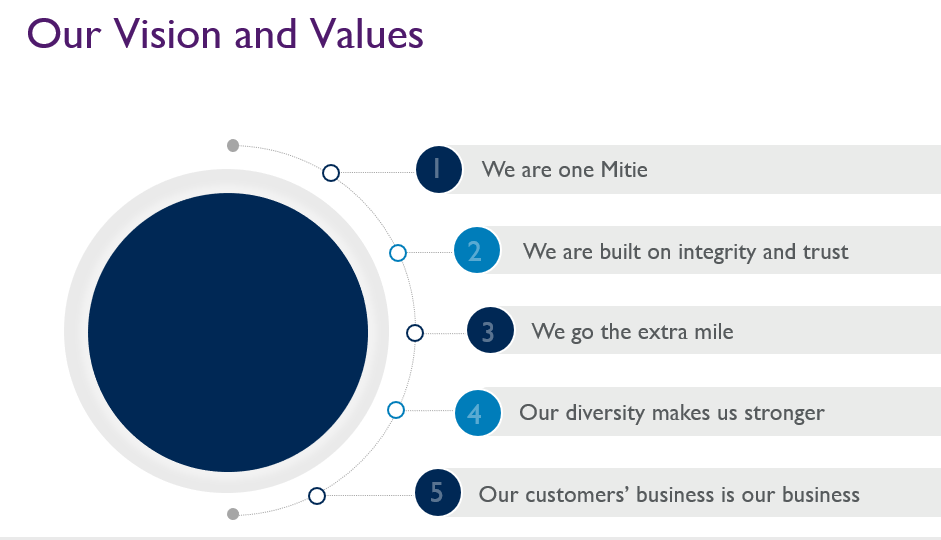 Our Vision and Values
1 We are one Mitie
2 We are built on integrity and trust
3 We go the extra mile
4 Our diversity makes us stronger
5 Our customers’ business is our business